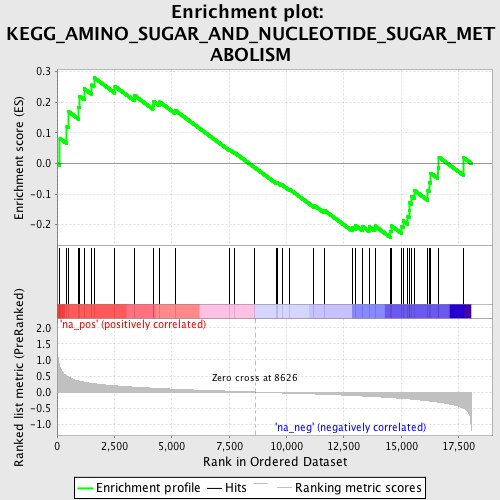 Enrichment plot:
KEGG_AMINO_SUGAR_AND_NUCLEOTIDE_SUGAR_MET
ABOLISM
Enrichment score (ES)
0.3
0.2
0.1
0.0
-0.1
-0.2
'na_pos' (positively correlated)
Ranked list metric (PreRanked)
2.0
1.5
1.0
0.5
0.0
-0.5
-1.0
Zero cross at 8626
'na_neg' (negatively correlated)
0
2,500
5,000
7,500
10,000
12,500
15,000
17,500
Rank in Ordered Dataset
Enrichment profile
Hits
Ranking metric scores